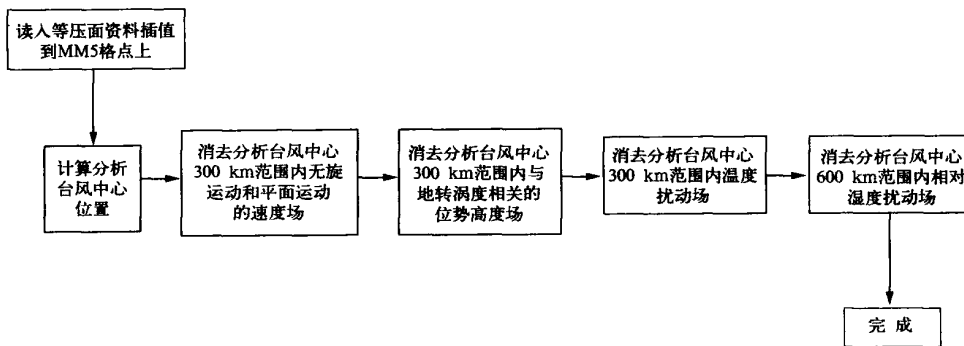 读入等压面资料插值
到MM5格点上
计算分析
台风中心
位置
消去分析台风中心
300 km范围内无旋
运动和平面运动
的速度场
消去分析台风中心
300 km范围内与
地转涡度相关的
位势高度场
消去分析台风中心
300 km范围内温度
扰动场
消去分析台风中心
600 km范围内相对
湿度扰动场
完 成